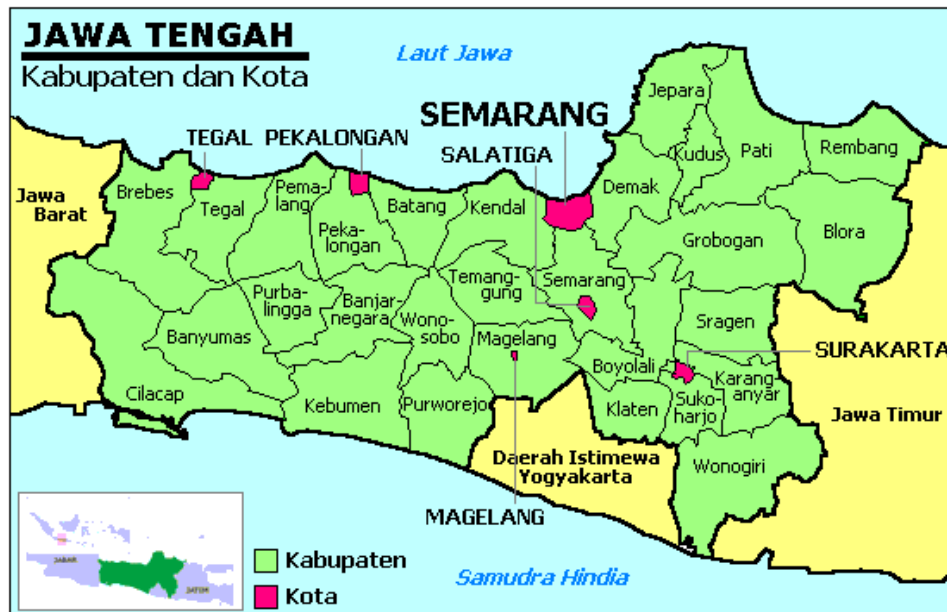 JAWA TENGAH
Kabupaten dan Kota
Laut Jawa
SEMARANG
TEGAL
PEKALONGAN
SALATIGA
Jepara
Kudus
Pati
Rembang
Demak
Brebes
Tegal
Pema-
lang
Peka-
longan
Batang
Kendal
Jawa
Barat
Grobogan
Blora
Temang-
gung
Semarang
Purba-
lingga
Banjar-
negara
Wono-
sobo
Banyumas
Magelang
Sragen
Boyolali
SURAKARTA
Karang-
anyar
Cilacap
Kebumen
Purworejo
Klaten
Suko-
harjo
Jawa Timur
Daerah Istimewa
Yogyakarta
Wonogiri
MAGELANG
JABAR
JATIM
Kabupaten
Kota
Samudra Hindia